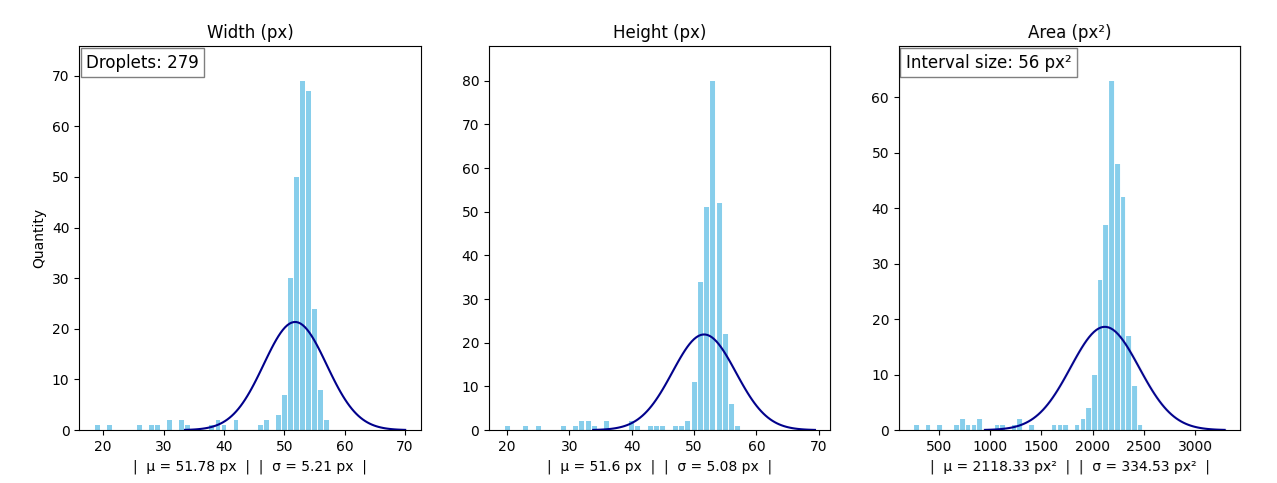 Width (px)
Droplets: 279
Quantity
70
60
50
40
30
20
10
0
20 30 40 50 60 70
| μ = 51.78 px | | σ = 5.21 px |
Height (px)
80
70
60
50
40
30
20
10
0
20 30 40 50 60 70
| μ = 51.6 px | | σ = 5.08 px |
Area (px²)
Interval size: 56 px²
60
50
40
30
20
10
0
500 1000 1500 2000 2500 3000
| μ = 2118.33 px² | | σ = 334.53 px² |